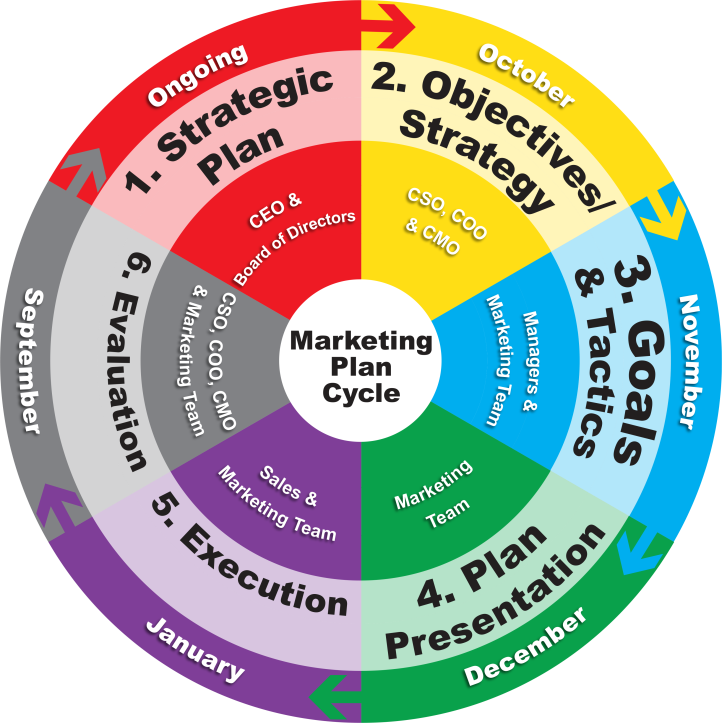 Marketing
Plan
Cycle
Ongoing
1. Strategic
Plan
CEO &
Board of Directors
October
2. Objectives/
Strategy
CSO, COO
& CMO
November
3. Goals
& Tactics
Managers &
Marketing Team
December
4. Plan
Presentation
Marketing
Team
January
5. Execution
Sales &
Marketing Team
September
6. Evaluation
CSO, COO, CMO
& Marketing Team